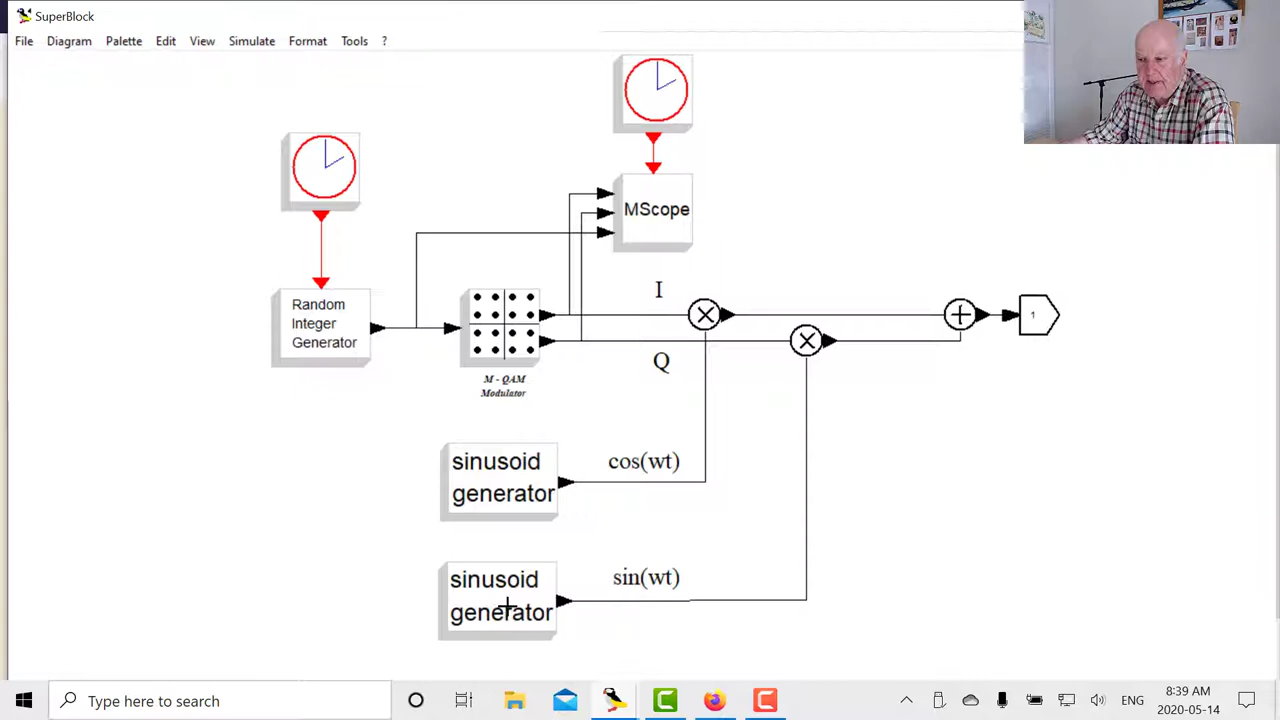 SuperBlock
File Diagram Palette Edit View Simulate Format Tools ?
MScope
Random
Integer
Generator
I
1
Q
M - QAM
Modulator
sinusoid
generator
cos(wt)
sinusoid
generator
sin(wt)
Type here to search
ENG
8:39 AM
2020-05-14